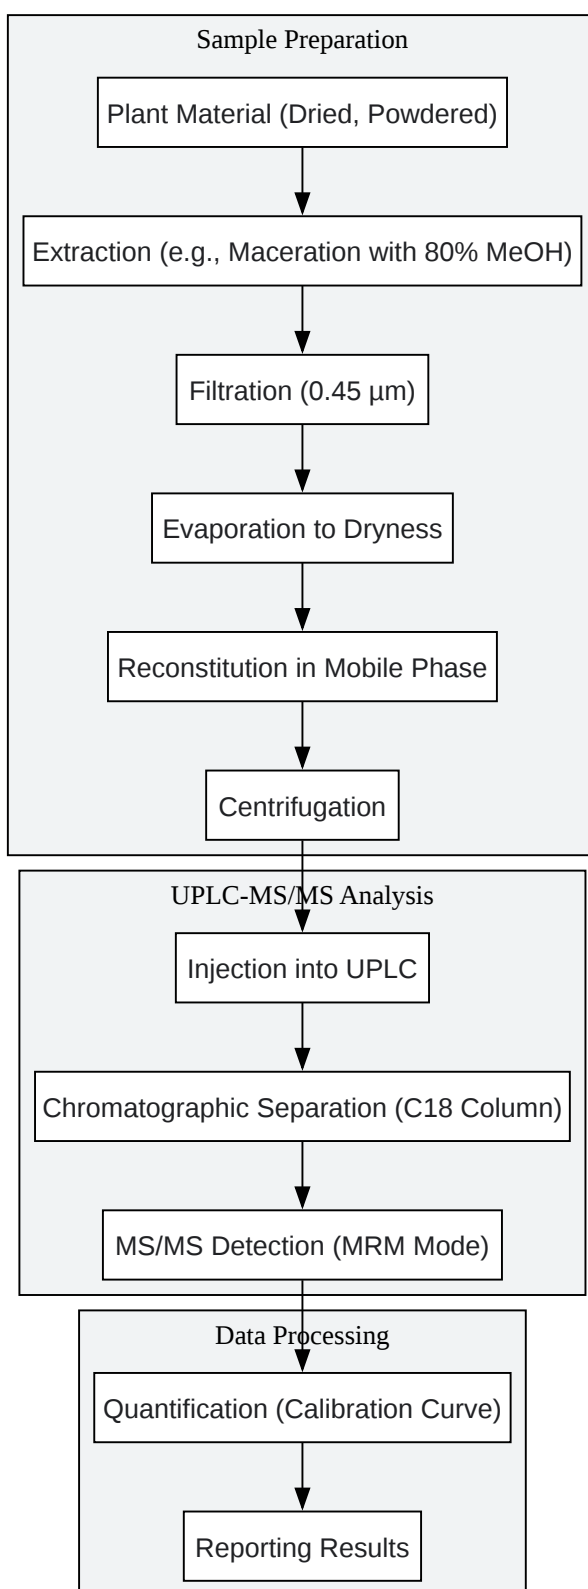 Sample Preparation
Plant Material (Dried, Powdered)
Extraction (e.g., Maceration with 80% MeOH)
Filtration (0.45 µm)
Evaporation to Dryness
Reconstitution in Mobile Phase
Centrifugation
UPLC-MS/MS Analysis
Injection into UPLC
Chromatographic Separation (C18 Column)
MS/MS Detection (MRM Mode)
Data Processing
Quantification (Calibration Curve)
Reporting Results